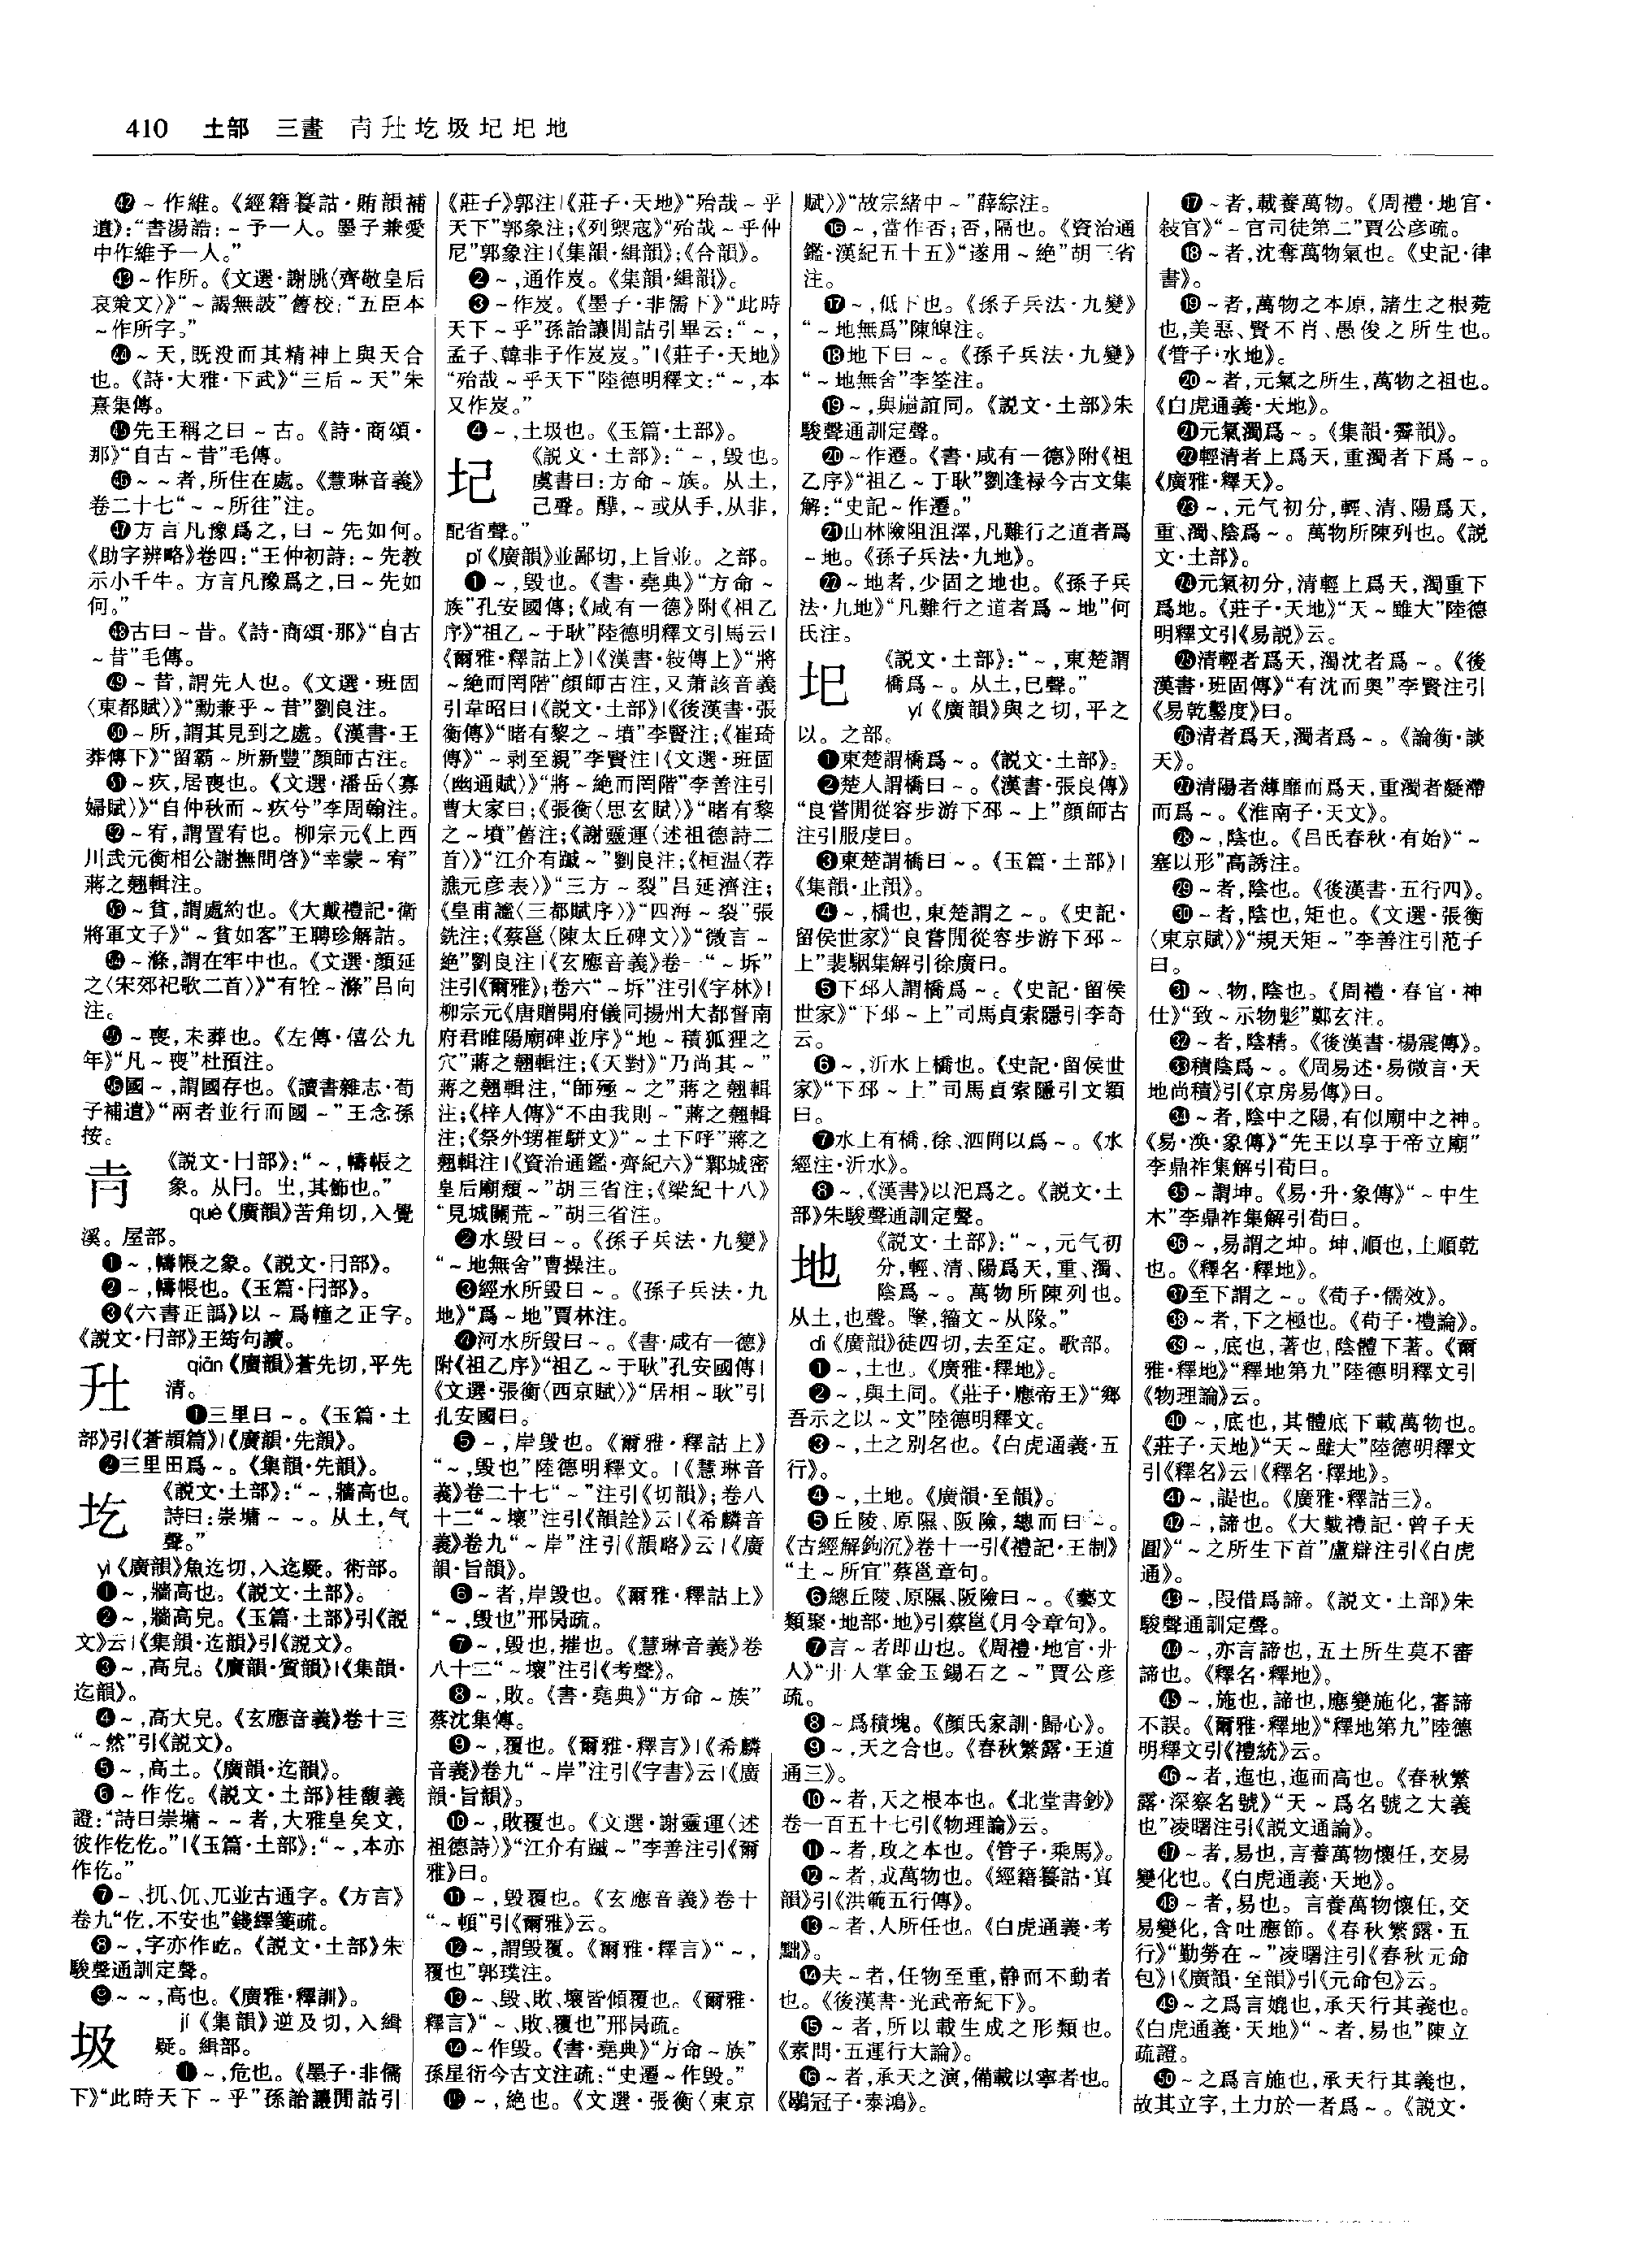 410 土部 三畫 𡉉圱圪圾圮圯地
㊷～作維。《經籍籑詁·賄韻補
遺》：“書湯誥：～予一人。墨子兼愛
中作維予一人。”
㊸～作所。《文選·謝朓〈齊敬皇后
哀策文〉》“～謁無詖”舊校：“五臣本
～作所字。”
㊹～天，既没而其精神上與天合
也。《詩·大雅·下武》“三后～天”朱
熹集傳。
㊺先王稱之曰～古。《詩·商頌·
那》“自古～昔”毛傳。
㊻～～者，所住在處。《慧琳音義》
卷二十七“～～所往”注。
㊼方言凡豫爲之，曰～先如何。
《助字辨略》卷四：“王仲初詩：～先教
示小千牛。方言凡豫爲之，曰～先如
何。”
㊽古曰～昔。《詩·商頌·那》“自古
～昔”毛傳。
㊾～昔，謂先人也。《文選·班固
〈東都賦〉》“勳兼乎～昔”劉良注。
㊿～所，謂其見到之處。《漢書·王
莽傳下》“留霸～所新豐”顔師古注。
51～疚，居喪也。《文選·潘岳〈寡
婦賦〉》“自仲秋而～疚兮”李周翰注。
52～宥，謂置宥也。柳宗元《上西
川武元衡相公謝撫問啓》“幸蒙～宥”
蔣之翹輯注。
53～貧，謂處約也。《大戴禮記·衛
將軍文子》“～貧如客”王聘珍解詁。
54～滌，謂在牢中也。《文選·顔延
之〈宋郊祀歌二首〉》“有牷～滌”吕向
注。
55～喪，未葬也。《左傳·僖公九
年》“凡～喪”杜預注。
56國～，謂國存也。《讀書雜志·荀
子補遺》“兩者並行而國～”王念孫
按。
《説文·𠔼部》：“～，幬帳之
象。从𠔼。㞢，其飾也。”
què《廣韻》苦角切，入覺
溪。屋部。
❶～，幬帳之象。《説文·𠔼部》。
❷～，幬帳也。《玉篇·𠔼部》。
❸《六書正譌》以～爲幢之正字。
《説文·𠔼部》王筠句讀。
圱 qiān《廣韻》蒼先切，平先
清。
❶三里曰～。《玉篇·土
部》引《蒼頡篇》｜《廣韻·先韻》。
❷三里田爲～。《集韻·先韻》。
圪 《説文·土部》：“～，牆高也。
詩曰：崇墉～～。从土，气
聲。”
yì《廣韻》魚迄切，入迄疑。術部。
❶～，牆高也。《説文·土部》。
❷～，牆高皃。《玉篇·土部》引《説
文》云｜《集韻·迄韻》引《説文》。
❸～，高皃。《廣韻·質韻》｜《集韻·
迄韻》。
❹～，高大皃。《玄應音義》卷十三
“～然”引《説文》。
❺～，高土。《廣韻·迄韻》。
❻～作仡。《説文·土部》桂馥義
證：“詩曰崇墉～～者，大雅皇矣文，
彼作仡仡。”｜《玉篇·土部》：“～，本亦
作仡。”
❼～、扤、㐳、兀並古通字。《方言》
卷九“仡，不安也”錢繹箋疏。
❽～，字亦作㞎。《説文·土部》朱
駿聲通訓定聲。
❾～～，高也。《廣雅·釋訓》。
圾 jí《集韻》逆及切，入緝
疑。緝部。
❶～，危也。《墨子·非儒
下》“此時天下～乎”孫詒讓閒詁引
《莊子》郭注｜《莊子·天地》“殆哉～乎
天下”郭象注；《列禦寇》“殆哉～乎仲
尼”郭象注｜《集韻·緝韻》；《合韻》。
❷～，通作岌。《集韻·緝韻》。
❸～作岌。《墨子·非儒下》“此時
天下～乎”孫詒讓閒詁引畢云：“～，
孟子、韓非子作岌岌。”｜《莊子·天地》
“殆哉～乎天下”陸德明釋文：“～，本
又作岌。”
❹～，土圾也。《玉篇·土部》。
圮 《説文·土部》：“～，毁也。
虞書曰：方命～族。从土，
己聲。䤏，～或从手，从非，
配省聲。”
pǐ《廣韻》並鄙切，上旨並。之部。
❶～，毁也。《書·堯典》“方命～
族”孔安國傳；《咸有一德》附《祖乙
序》“祖乙～于耿”陸德明釋文引馬云｜
《爾雅·釋詁上》｜《漢書·敍傳上》“將
～絶而罔階”顔師古注，又萧該音義
引韋昭曰｜《説文·土部》｜《後漢書·張
衡傳》“睹有黎之～墳”李賢注；《崔琦
傳》“～剥至親”李賢注｜《文選·班固
〈幽通賦〉》“將～絶而罔階”李善注引
曹大家曰；《張衡〈思玄賦〉》“睹有黎
之～墳”舊注；《謝靈運〈述祖德詩二
首〉》“江介有蹴～”劉良注；《桓温〈荐
譙元彦表〉》“三方～裂”吕延濟注；
《皇甫謐〈三都賦序〉》“四海～裂”張
銑注；《蔡邕〈陳太丘碑文〉》“微言～
絶”劉良注｜《玄應音義》卷一“～坼”
注引《爾雅》；卷六“～坼”注引《字林》｜
柳宗元《唐贈開府儀同揚州大都督南
府君睢陽廟碑並序》“地～積狐狸之
穴”蔣之翹輯注；《天對》“乃尚其～”
蔣之翹輯注，“師殛～之”蔣之翹輯
注；《梓人傳》“不由我則～”蔣之翹輯
注；《祭外甥崔駢文》“～土下呼”蔣之
翹輯注｜《資治通鑑·齊紀六》“鄴城密
皇后廟頹～”胡三省注；《梁紀十八》
“見城闕荒～”胡三省注。
❷水毁曰～。《孫子兵法·九變》
“～地無舍”曹操注。
❸經水所毁曰～。《孫子兵法·九
地》“爲～地”賈林注。
❹河水所毁曰～。《書·咸有一德》
附《祖乙序》“祖乙～于耿”孔安國傳｜
《文選·張衡〈西京賦〉》“居相～耿”引
孔安國曰。
❺～，岸毁也。《爾雅·釋詁上》
“～，毁也”陸德明釋文。｜《慧琳音
義》卷二十七“～”注引《切韻》；卷八
十二“～壞”注引《韻詮》云｜《希麟音
義》卷九“～岸”注引《韻略》云｜《廣
韻·旨韻》。
❻～者，岸毁也。《爾雅·釋詁上》
“～，毁也”邢昺疏。
❼～，毁也，摧也。《慧琳音義》卷
八十二“～壞”注引《考聲》。
❽～，敗。《書·堯典》“方命～族”
蔡沈集傳。
❾～，覆也。《爾雅·釋言》｜《希麟
音義》卷九“～岸”注引《字書》云｜《廣
韻·旨韻》。
❿～，敗覆也。《文選·謝靈運〈述
祖德詩〉》“江介有蹴～”李善注引《爾
雅》曰。
⓫～，毁覆也。《玄應音義》卷十
“～頓”引《爾雅》云。
⓬～，謂毁覆。《爾雅·釋言》“～，
覆也”郭璞注。
⓭～、毁、敗、壞皆傾覆也。《爾雅·
釋言》“～、敗、覆也”邢昺疏。
⓮～作毁。《書·堯典》“方命～族”
孫星衍今古文注疏：“史遷～作毁。”
⓯～，絶也。《文選·張衡〈東京
賦〉》“故宗緒中～”薛綜注。
⓰～，當作否；否，隔也。《資治通
鑑·漢紀五十五》“遂用～絶”胡三省
注。
⓱～，低下也。《孫子兵法·九變》
“～地無爲”陳皥注。
⓲地下曰～。《孫子兵法·九變》
“～地無舍”李筌注。
⓳～，與𡹔誼同。《説文·土部》朱
駿聲通訓定聲。
⓴～作遷。《書·咸有一德》附《祖
乙序》“祖乙～于耿”劉逢禄今古文集
解：“史記～作遷。”
㉑山林險阻沮澤，凡難行之道者爲
～地。《孫子兵法·九地》。
㉒～地者，少固之地也。《孫子兵
法·九地》“凡難行之道者爲～地”何
氏注。
圯 《説文·土部》：“～，東楚謂
橋爲～。从土，巳聲。”
yí《廣韻》與之切，平之
以。之部。
❶東楚謂橋爲～。《説文·土部》。
❷楚人謂橋曰～。《漢書·張良傳》
“良嘗閒從容步游下邳～上”顔師古
注引服虔曰。
❸東楚謂橋曰～。《玉篇·土部》｜
《集韻·止韻》。
❹～，橋也，東楚謂之～。《史記·
留侯世家》“良嘗閒從容步游下邳～
上”裴駰集解引徐廣曰。
❺下邳人謂橋爲～。《史記·留侯
世家》“下邳～上”司馬貞索隱引李奇
云。
❻～，沂水上橋也。《史記·留侯世
家》“下邳～上”司馬貞索隱引文穎
曰。
❼水上有橋，徐、泗間以爲～。《水
經注·沂水》。
❽～，《漢書》以汜爲之。《説文·土
部》朱駿聲通訓定聲。
地 《説文·土部》：“～，元气初
分，輕、清、陽爲天，重、濁、
陰爲～。萬物所陳列也。
从土，也聲。墬，籀文～从隊。”
dì《廣韻》徒四切，去至定。歌部。
❶～，土也。《廣雅·釋地》。
❷～，與土同。《莊子·應帝王》“鄉
吾示之以～文”陸德明釋文。
❸～，土之别名也。《白虎通義·五
行》。
❹～，土地。《廣韻·至韻》。
❺丘陵、原隰、阪險，總而曰～。
《古經解鉤沉》卷十一引《禮記·王制》
“土～所宜”蔡邕章句。
❻總丘陵、原隰、阪險曰～。《藝文
類聚·地部·地》引蔡邕《月令章句》。
❼言～者即山也。《周禮·地官·丱
人》“丱人掌金玉錫石之～”賈公彦
疏。
❽～爲積塊。《顔氏家訓·歸心》。
❾～，天之合也。《春秋繁露·王道
通三》。
❿～者，天之根本也。《北堂書鈔》
卷一百五十七引《物理論》云。
⓫～者，政之本也。《管子·乘馬》。
⓬～者，成萬物也。《經籍籑詁·寘
韻》引《洪範五行傳》。
⓭～者，人所任也。《白虎通義·考
黜》。
⓮夫～者，任物至重，静而不動者
也。《後漢書·光武帝紀下》。
⓯～者，所以載生成之形類也。
《素問·五運行大論》。
⓰～者，承天之演，備載以寧者也。
《鶡冠子·泰鴻》。
⓱～者，載養萬物。《周禮·地官·
敍官》“～官司徒第二”賈公彦疏。
⓲～者，沈奪萬物氣也。《史記·律
書》。
⓳～者，萬物之本原，諸生之根菀
也，美惡、賢不肖、愚俊之所生也。
《管子·水地》。
⓴～者，元氣之所生，萬物之祖也。
《白虎通義·天地》。
㉑元氣濁爲～。《集韻·霽韻》。
㉒輕清者上爲天，重濁者下爲～。
《廣雅·釋天》。
㉓～，元气初分，輕、清、陽爲天，
重、濁、陰爲～。萬物所陳列也。《説
文·土部》。
㉔元氣初分，清輕上爲天，濁重下
爲地。《莊子·天地》“天～雖大”陸德
明釋文引《易説》云。
㉕清輕者爲天，濁沈者爲～。《後
漢書·班固傳》“有沈而奥”李賢注引
《易乾鑿度》曰。
㉖清者爲天，濁者爲～。《論衡·談
天》。
㉗清陽者薄靡而爲天，重濁者凝滯
而爲～。《淮南子·天文》。
㉘～，陰也。《吕氏春秋·有始》“～
塞以形”高誘注。
㉙～者，陰也。《後漢書·五行四》。
㉚～者，陰也，矩也。《文選·張衡
〈東京賦〉》“規天矩～”李善注引范子
曰。
㉛～、物，陰也。《周禮·春官·神
仕》“致～示物鬽”鄭玄注。
㉜～者，陰精。《後漢書·楊震傳》。
㉝積陰爲～。《周易述·易微言·天
地尚積》引《京房易傳》曰。
㉞～者，陰中之陽，有似廟中之神。
《易·涣·象傳》“先王以享于帝立廟”
李鼎祚集解引荀曰。
㉟～謂坤。《易·升·象傳》“～中生
木”李鼎祚集解引荀曰。
㊱～，易謂之坤。坤，順也，上順乾
也。《釋名·釋地》。
㊲至下謂之～。《荀子·儒效》。
㊳～者，下之極也。《荀子·禮論》。
㊴～，底也，著也，陰體下著。《爾
雅·釋地》“釋地第九”陸德明釋文引
《物理論》云。
㊵～，底也，其體底下載萬物也。
《莊子·天地》“天～雖大”陸德明釋文
引《釋名》云｜《釋名·釋地》。
㊶～，諟也。《廣雅·釋詁三》。
㊷～，諦也。《大戴禮記·曾子天
圓》“～之所生下首”盧辯注引《白虎
通》。
㊸～，叚借爲諦。《説文·土部》朱
駿聲通訓定聲。
㊹～，亦言諦也，五土所生莫不審
諦也。《釋名·釋地》。
㊺～，施也，諦也，應變施化，審諦
不誤。《爾雅·釋地》“釋地第九”陸德
明釋文引《禮統》云。
㊻～者，迤也，迤而高也。《春秋繁
露·深察名號》“天～爲名號之大義
也”凌曙注引《説文通論》。
㊼～者，易也，言養萬物懷任，交易
變化也。《白虎通義·天地》。
㊽～者，易也。言養萬物懷任，交
易變化，含吐應節。《春秋繁露·五
行》“勤勞在～”凌曙注引《春秋元命
包》｜《廣韻·至韻》引《元命包》云。
㊾～之爲言媲也，承天行其義也。
《白虎通義·天地》“～者，易也”陳立
疏證。
㊿～之爲言施也，承天行其義也，
故其立字，土力於一者爲～。《説文·